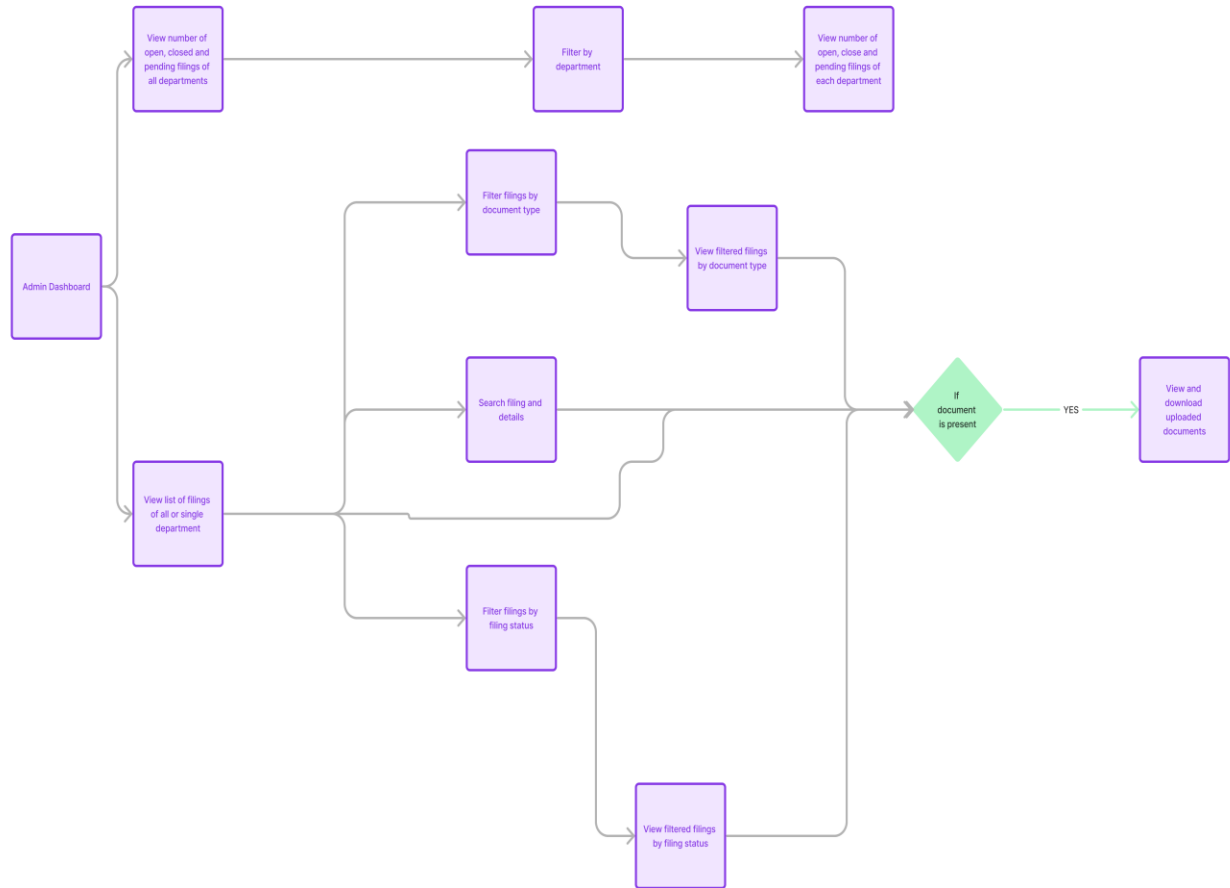 View number of
open, closed and
pending filings of
all departments
Filter by
department
View number of
open, close and
pending filings of
each department
Filter filings by
document type
View filtered filings
by document type
Admin Dashboard
Search filing and
details
If
document
is present
YES
View and
download
uploaded
documents
View list of filings
of all or single
department
Filter filings by
filing status
View filtered filings
by filing status